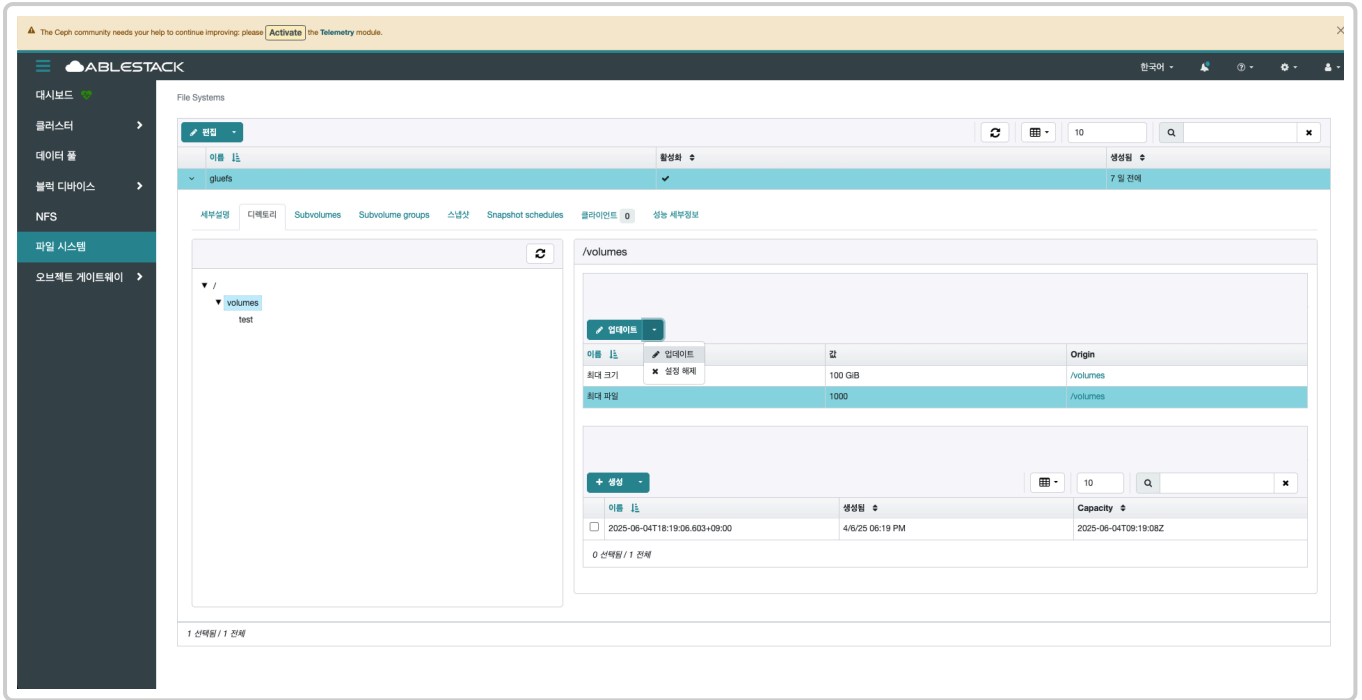 The Ceph community needs your help to continue improving: please Activate the Telemetry module.
ABLESTACK
한국어
대시보드
클러스터
데이터 풀
블럭 디바이스
NFS
파일 시스템
오브젝트 게이트웨이
File Systems
편집
10
이름 활성화 생성됨
gluefs 7 일 전에
세부설명 디렉토리 Subvolumes Subvolume groups 스냅샷 Snapshot schedules 클라이언트 0 성능 세부정보
/
volumes
test
/volumes
업데이트
업데이트
설정 해제
이름 값 Origin
최대 크기 100 GiB /volumes
최대 파일 1000 /volumes
생성
10
이름 생성됨 Capacity
2025-06-04T18:19:06.603+09:00 4/6/25 06:19 PM 2025-06-04T09:19:08Z
0 선택됨 / 1 전체
1 선택됨 / 1 전체